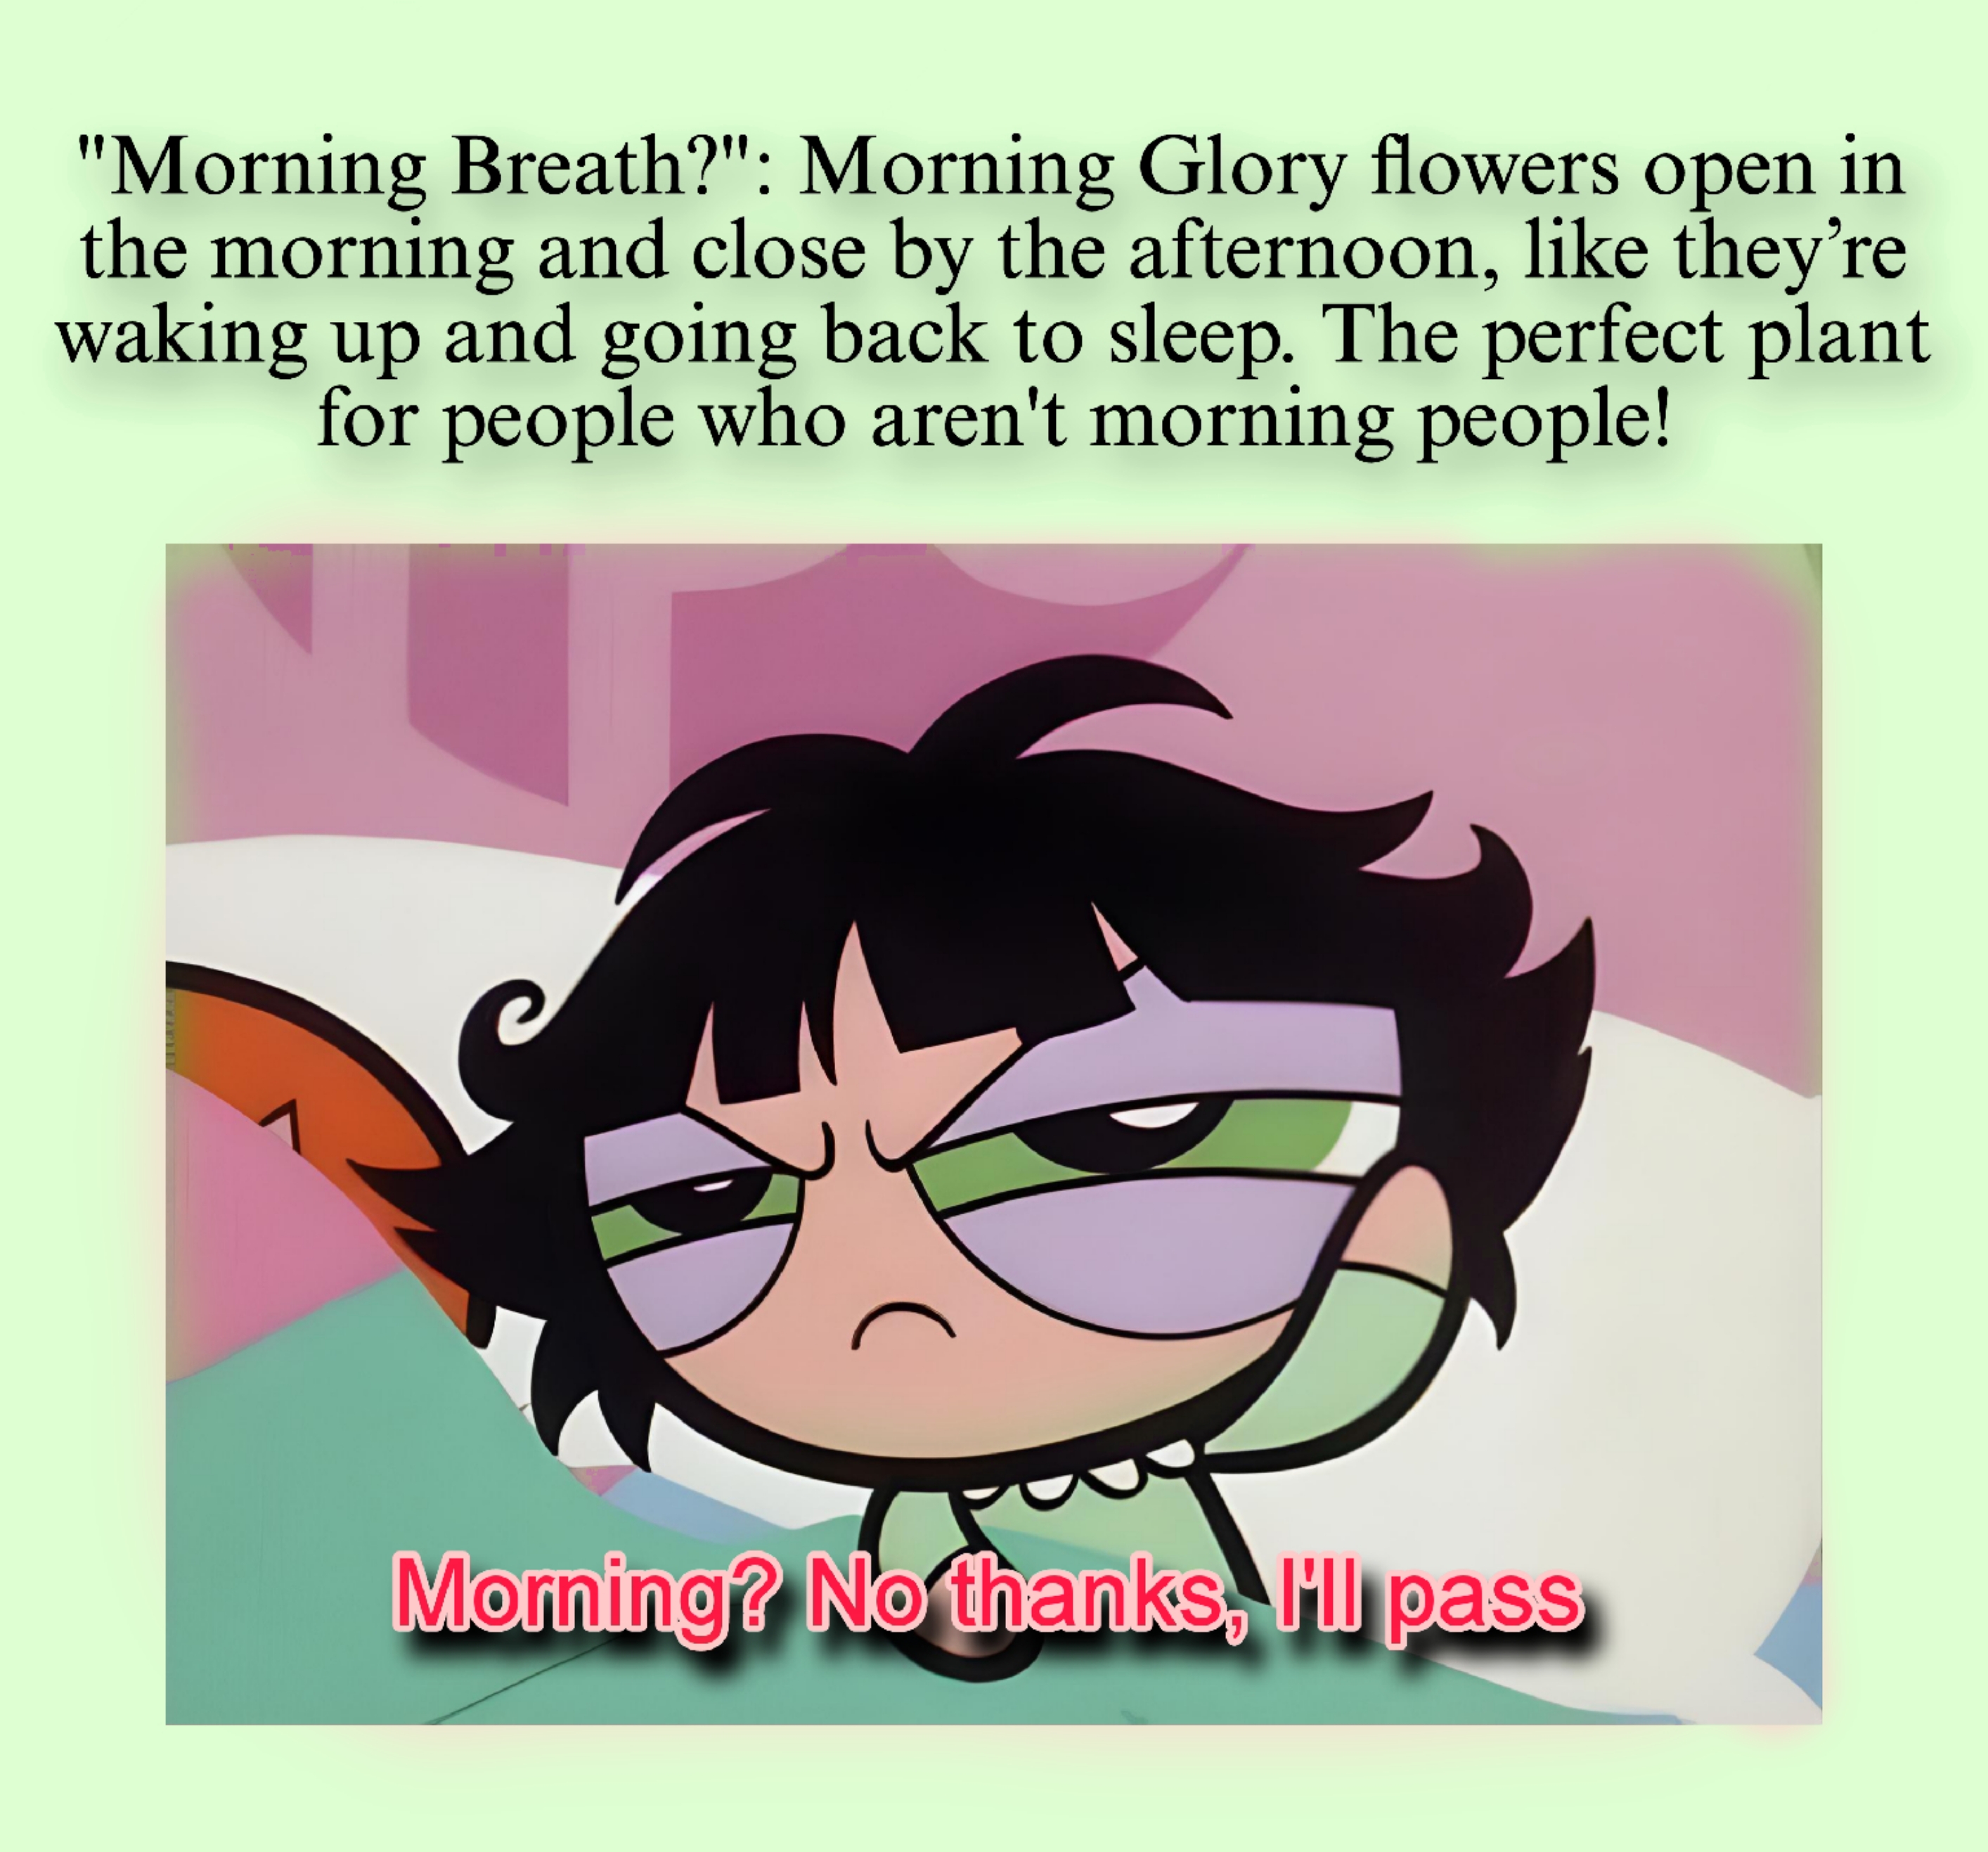 "Morning Breath?": Morning Glory flowers open in
the morning and close by the afternoon, like they’re
waking up and going back to sleep. The perfect plant
for people who aren't morning people!
Morning? No thanks, I'll pass